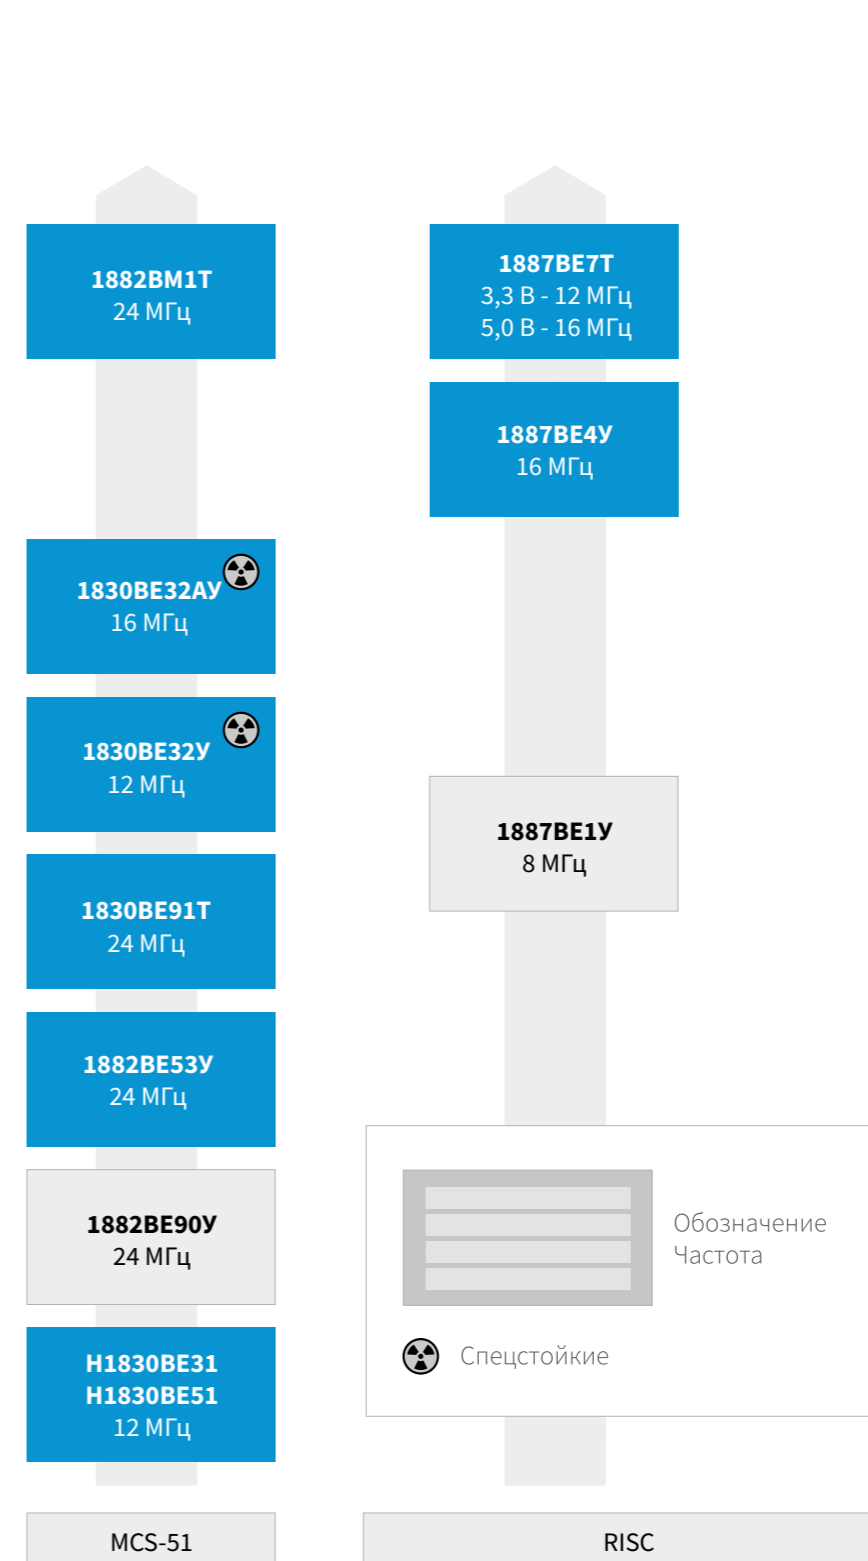 1882ВМ1Т
24 МГц
1830ВЕ32АУ
16 МГц
1830ВЕ32У
12 МГц
1830ВЕ91Т
24 МГц
1882ВЕ53У
24 МГц
1882ВЕ90У
24 МГц
Н1830ВЕ31
Н1830ВЕ51
12 МГц
MCS-51
1887ВЕ7Т
3,3 В - 12 МГц
5,0 В - 16 МГц
1887ВЕ4У
16 МГц
1887ВЕ1У
8 МГц
Обозначение
Частота
Спецстойкие
RISC